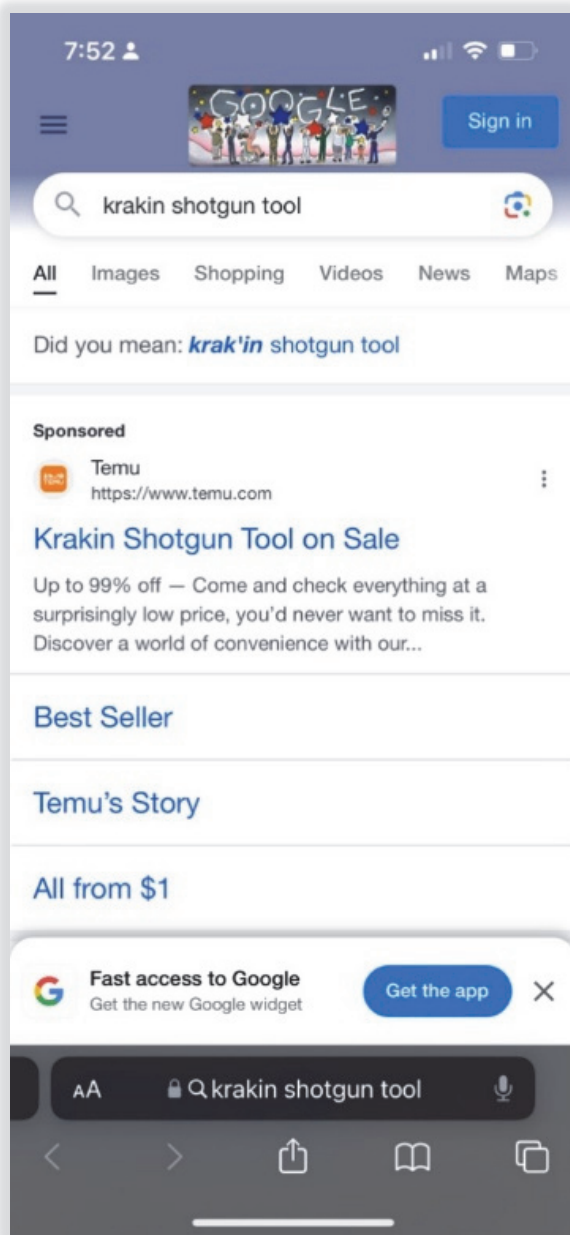 7:52
GOOGLE
Sign in
krakin shotgun tool
All Images Shopping Videos News Maps
Did you mean: krak'in shotgun tool
Sponsored
Temu
https://www.temu.com
Krakin Shotgun Tool on Sale
Up to 99% off — Come and check everything at a
surprisingly low price, you’d never want to miss it.
Discover a world of convenience with our...
Best Seller
Temu’s Story
All from $1
Fast access to Google
Get the new Google widget
Get the app
AA krakin shotgun tool